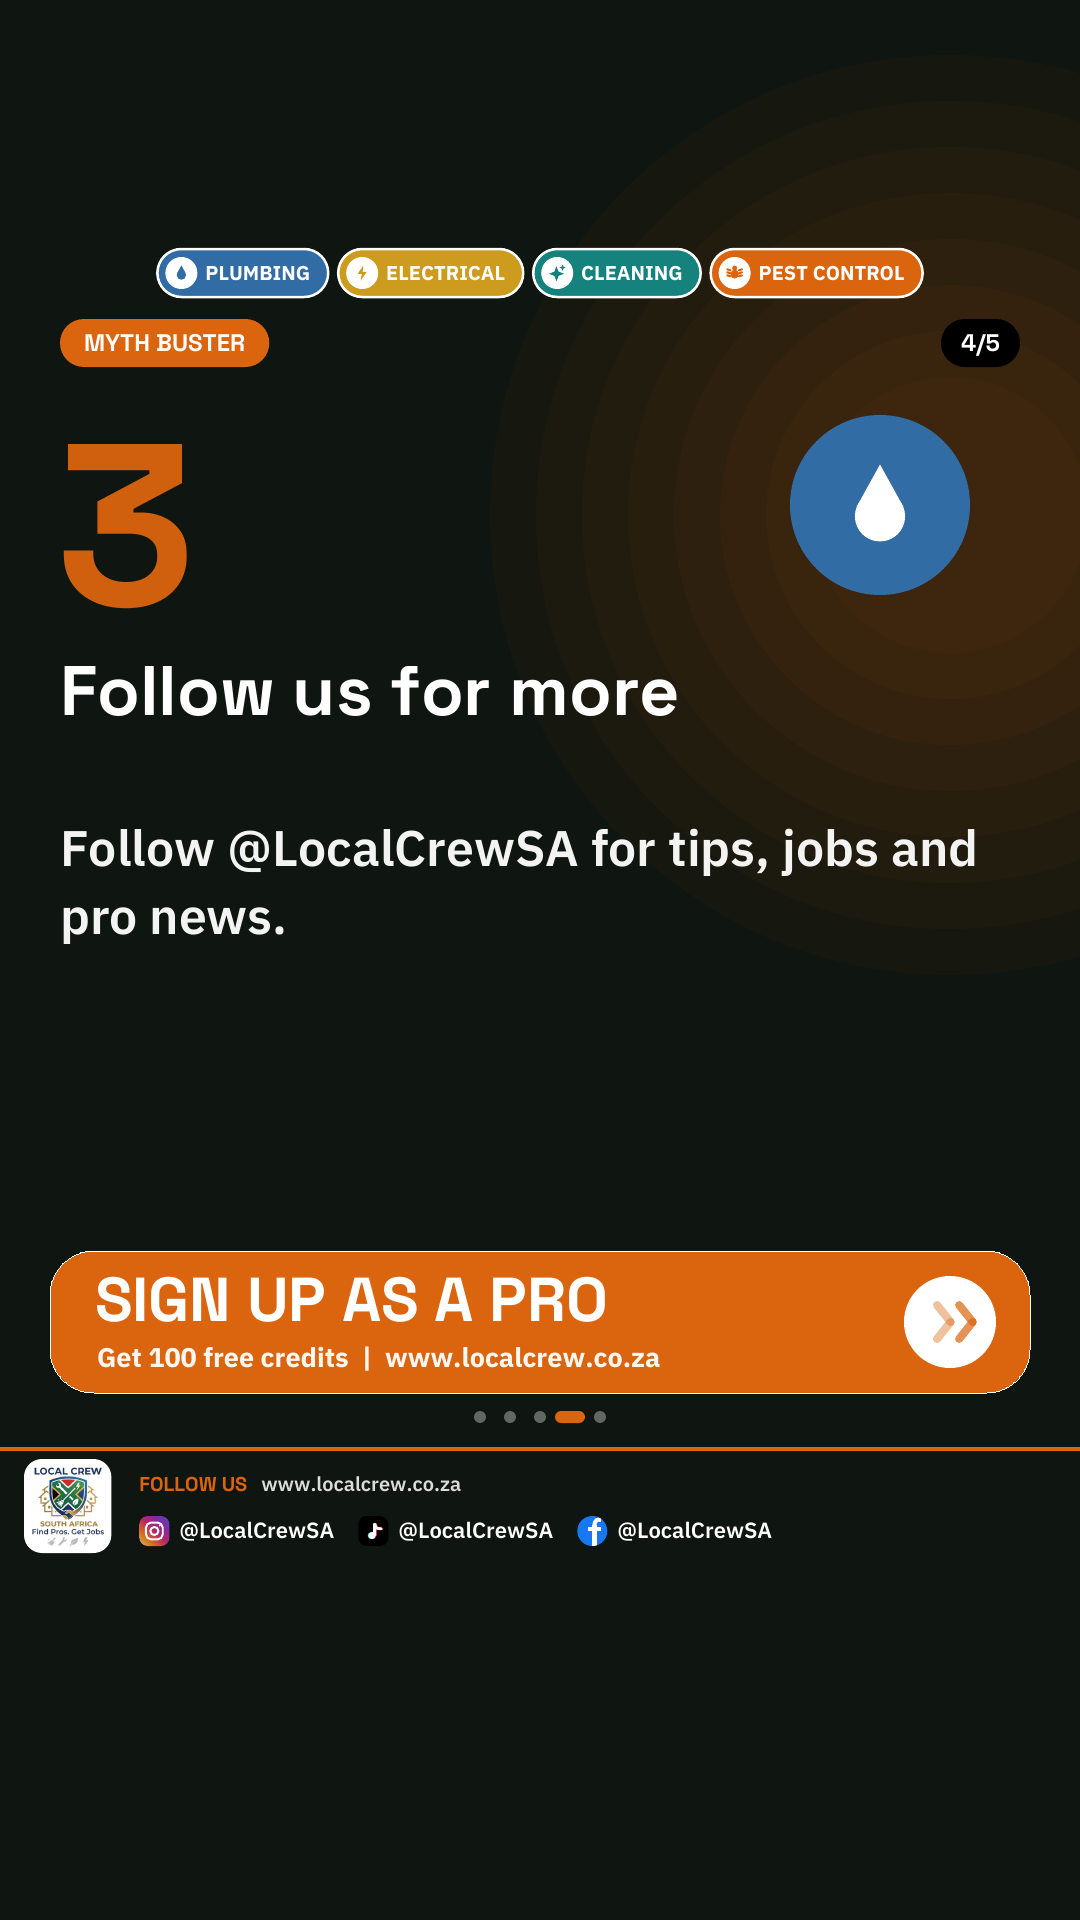 PLUMBING ELECTRICAL CLEANING PEST CONTROL
MYTH BUSTER 4/5
3
Follow us for more
Follow @LocalCrewSA for tips, jobs and
pro news.
SIGN UP AS A PRO
Get 100 free credits | www.localcrew.co.za
LOCAL CREW
SOUTH AFRICA
Find Pros. Get Jobs
FOLLOW US www.localcrew.co.za
@LocalCrewSA @LocalCrewSA @LocalCrewSA